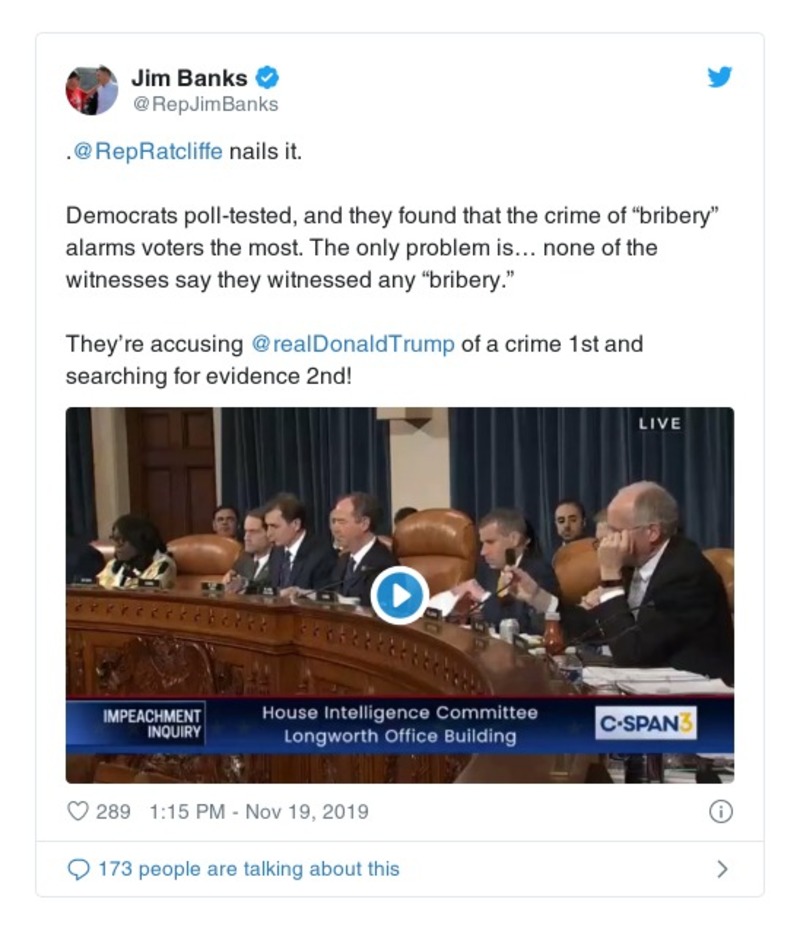 Jim Banks
@RepJimBanks
.@RepRatcliffe nails it.
Democrats poll-tested, and they found that the crime of “bribery”
alarms voters the most. The only problem is… none of the
witnesses say they witnessed any “bribery.”
They’re accusing @realDonaldTrump of a crime 1st and
searching for evidence 2nd!
LIVE
IMPEACHMENT
INQUIRY
House Intelligence Committee
Longworth Office Building
C-SPAN3
289 1:15 PM - Nov 19, 2019
173 people are talking about this